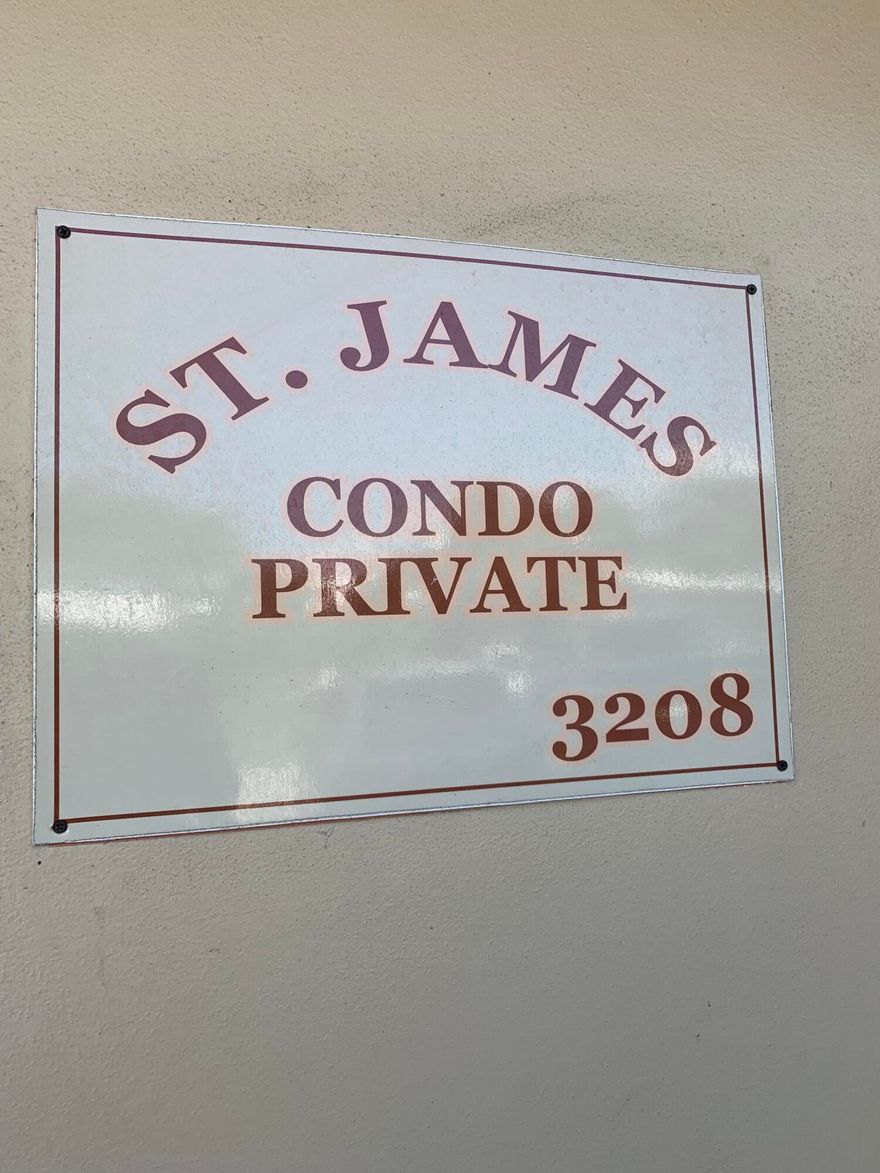 ST. JAMES
CONDO
PRIVATE
3208